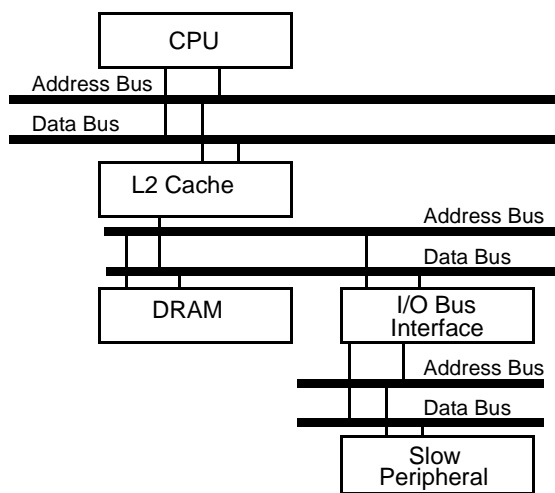 CPU
Address Bus
Data Bus
L2 Cache
Address Bus
Data Bus
DRAM
I/O Bus
Interface
Address Bus
Data Bus
Slow
Peripheral